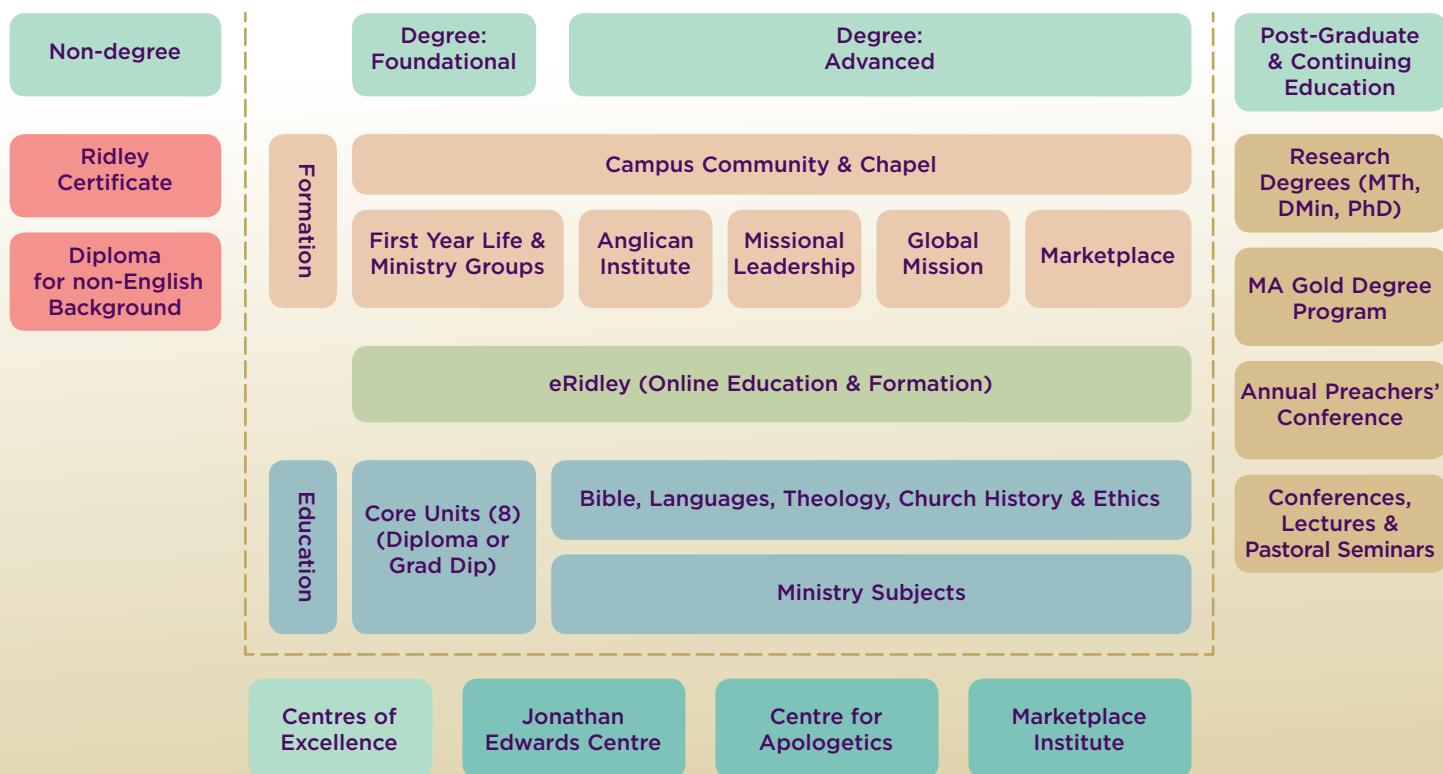 Non-degree
Degree:
Foundational
Degree:
Advanced
Post-Graduate
& Continuing
Education
Ridley
Certificate
Diploma
for non-English
Background
Formation
Campus Community & Chapel
First Year Life &
Ministry Groups
Anglican
Institute
Missional
Leadership
Global
Mission
Marketplace
eRidley (Online Education & Formation)
Education
Core Units (8)
(Diploma or
Grad Dip)
Bible, Languages, Theology, Church History & Ethics
Ministry Subjects
Research
Degrees (MTh,
DMin, PhD)
MA Gold Degree
Program
Annual Preachers’
Conference
Conferences,
Lectures &
Pastoral Seminars
Centres of
Excellence
Jonathan
Edwards Centre
Centre for
Apologetics
Marketplace
Institute